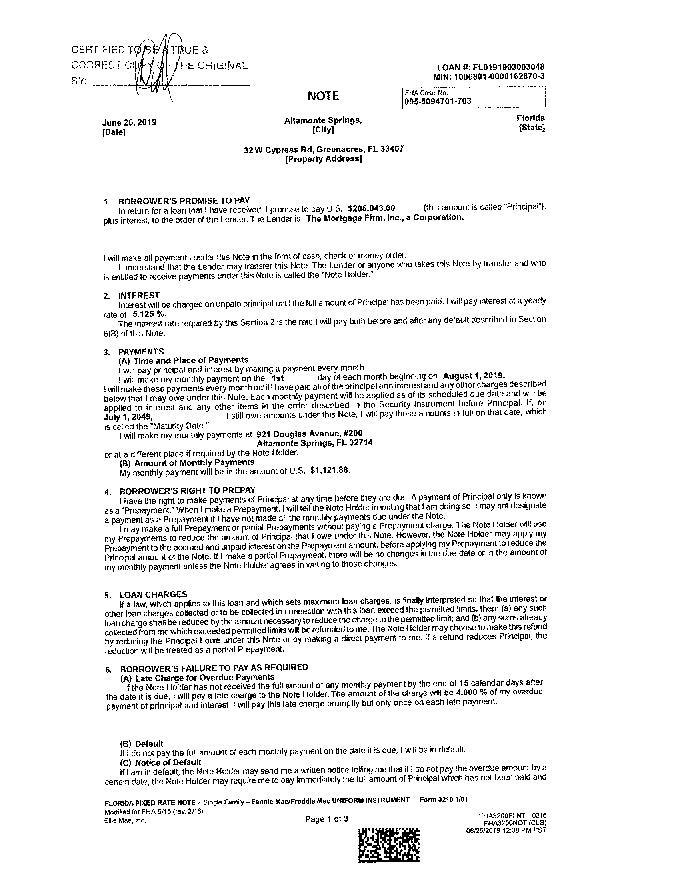 CERTIFIED TO BE A TRUE &
CORRECT COPY OF THE ORIGINAL
BY:
LOAN #: FL0191903003048
MIN: 1006801-0000162870-3
NOTE
FHA Case No.
095-5094701-703
June 26, 2019
[Date]
Altamonte Springs,
[City]
Florida
[State]
32 W Cypress Rd, Greenacres, FL 33467
[Property Address]
1. BORROWER'S PROMISE TO PAY
In return for a loan that I have received, I promise to pay U.S. $206,043.00 (this amount is called "Principal"),
plus interest, to the order of the Lender. The Lender is The Mortgage Firm, Inc., a Corporation.
I will make all payments under this Note in the form of cash, check or money order.
I understand that the Lender may transfer this Note. The Lender or anyone who takes this Note by transfer and who
is entitled to receive payments under this Note is called the "Note Holder."
2. INTEREST
Interest will be charged on unpaid principal until the full amount of Principal has been paid. I will pay interest at a yearly
rate of 5.125 %.
The interest rate required by this Section 2 is the rate I will pay both before and after any default described in Section
6(B) of this Note.
3. PAYMENTS
(A) Time and Place of Payments
I will pay principal and interest by making a payment every month.
I will make my monthly payment on the 1st day of each month beginning on August 1, 2019.
I will make these payments every month until I have paid all of the principal and interest and any other charges described
below that I may owe under this Note. Each monthly payment will be applied as of its scheduled due date and will be
applied to interest and any other items in the order described in the Security Instrument before Principal. If, on
July 1, 2049, I still owe amounts under this Note, I will pay those amounts in full on that date, which
is called the "Maturity Date."
I will make my monthly payments at 921 Douglas Avenue, #200
Altamonte Springs, FL 32714
or at a different place if required by the Note Holder.
(B) Amount of Monthly Payments
My monthly payment will be in the amount of U.S. $1,121.88.
4. BORROWER'S RIGHT TO PREPAY
I have the right to make payments of Principal at any time before they are due. A payment of Principal only is known
as a "Prepayment." When I make a Prepayment, I will tell the Note Holder in writing that I am doing so. I may not designate
a payment as a Prepayment if I have not made all the monthly payments due under the Note.
I may make a full Prepayment or partial Prepayments without paying a Prepayment charge. The Note Holder will use
my Prepayments to reduce the amount of Principal that I owe under this Note. However, the Note Holder may apply my
Prepayment to the accrued and unpaid interest on the Prepayment amount, before applying my Prepayment to reduce the
Principal amount of the Note. If I make a partial Prepayment, there will be no changes in the due date or in the amount of
my monthly payment unless the Note Holder agrees in writing to those changes.
5. LOAN CHARGES
If a law, which applies to this loan and which sets maximum loan charges, is finally interpreted so that the interest or
other loan charges collected or to be collected in connection with this loan exceed the permitted limits, then: (a) any such
loan charge shall be reduced by the amount necessary to reduce the charge to the permitted limit; and (b) any sums already
collected from me which exceeded permitted limits will be refunded to me. The Note Holder may choose to make this refund
by reducing the Principal I owe under this Note or by making a direct payment to me. If a refund reduces Principal, the
reduction will be treated as a partial Prepayment.
6. BORROWER'S FAILURE TO PAY AS REQUIRED
(A) Late Charge for Overdue Payments
If the Note Holder has not received the full amount of any monthly payment by the end of 15 calendar days after
the date it is due, I will pay a late charge to the Note Holder. The amount of the charge will be 4.000 % of my overdue
payment of principal and interest. I will pay this late charge promptly but only once on each late payment.
(B) Default
If I do not pay the full amount of each monthly payment on the date it is due, I will be in default.
(C) Notice of Default
If I am in default, the Note Holder may send me a written notice telling me that if I do not pay the overdue amount by a
certain date, the Note Holder may require me to pay immediately the full amount of Principal which has not been paid and
FLORIDA FIXED RATE NOTE – Single Family – Fannie Mae/Freddie Mac UNIFORM INSTRUMENT Form 3210 1/01
Modified for FHA 9/15 (rev. 2/16)
Ellie Mae, Inc.
Page 1 of 3
FHA3200NOT (CLS)
06/25/2019 12:38 PM PST